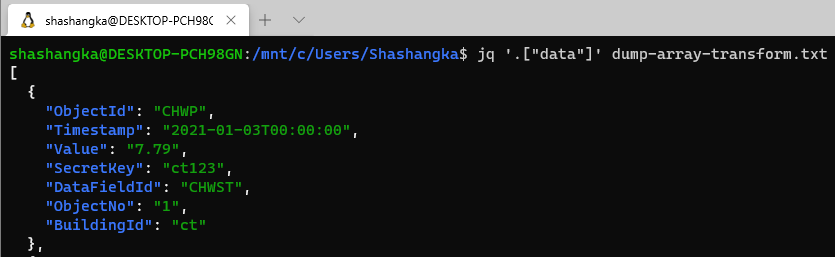 shashangka@DESKTOP-PCH98G
shashangka@DESKTOP-PCH98GN:/mnt/c/Users/Shashangka$ jq '.["data"]' dump-array-transform.txt
[
  {
    "ObjectId": "CHWP",
    "Timestamp": "2021-01-03T00:00:00",
    "Value": "7.79",
    "SecretKey": "ct123",
    "DataFieldId": "CHWST",
    "ObjectNo": "1",
    "BuildingId": "ct"
  },